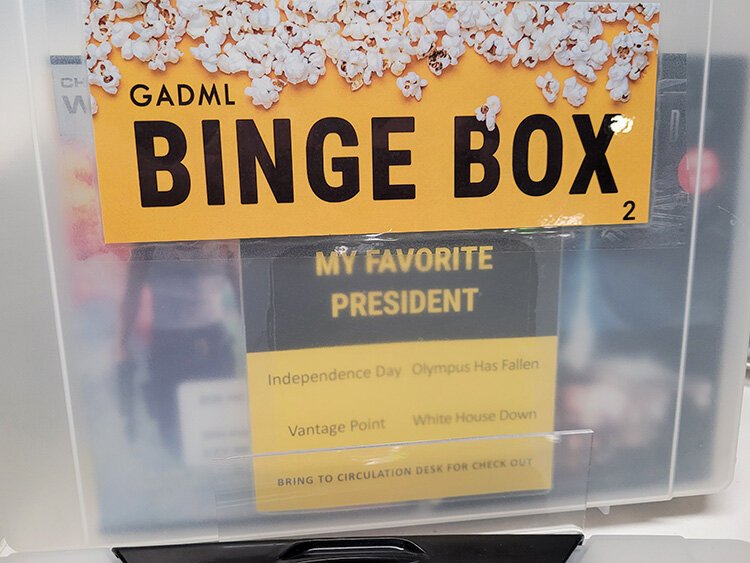 GADML
BINGE BOX
2
MY FAVORITE
PRESIDENT
Independence Day Olympus Has Fallen
Vantage Point White House Down
BRING TO CIRCULATION DESK FOR CHECK OUT